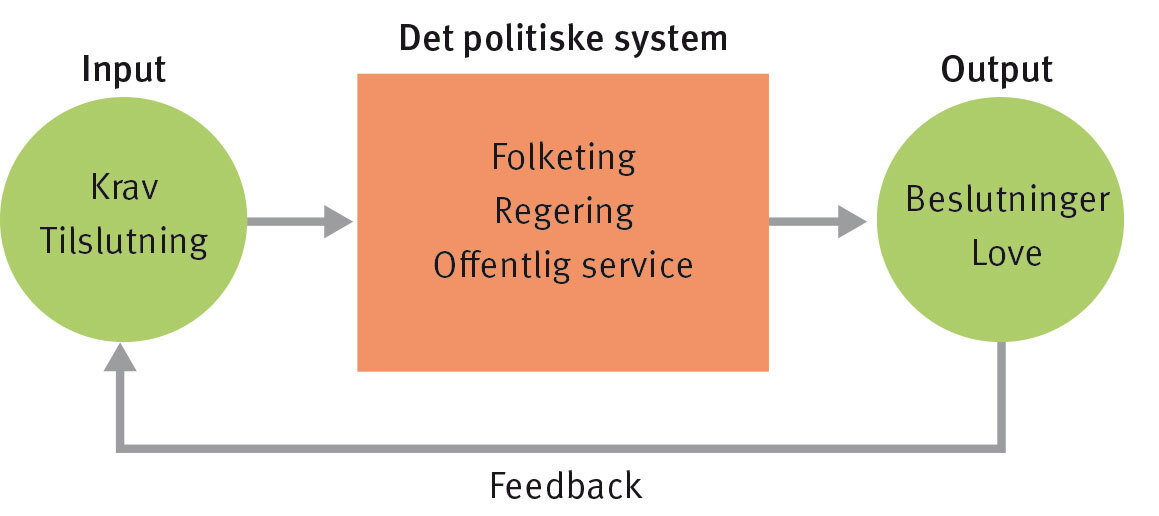 Det politiske system
Input
Krav
Tilslutning
Folketing
Regering
Offentlig service
Output
Beslutninger
Love
Feedback